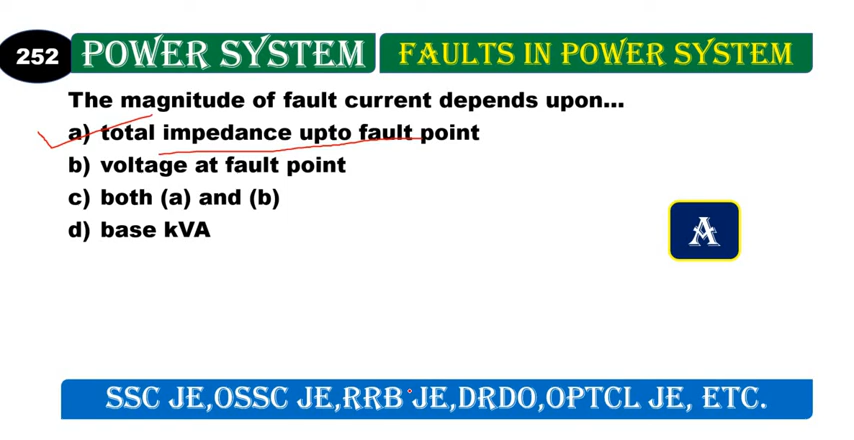 252
POWER SYSTEM
FAULTS IN POWER SYSTEM
The magnitude of fault current depends upon...
a) total impedance upto fault point
b) voltage at fault point
c) both (a) and (b)
d) base kVA
A
SSC JE,OSSC JE,RRB JE,DRDO,OPTCL JE, ETC.